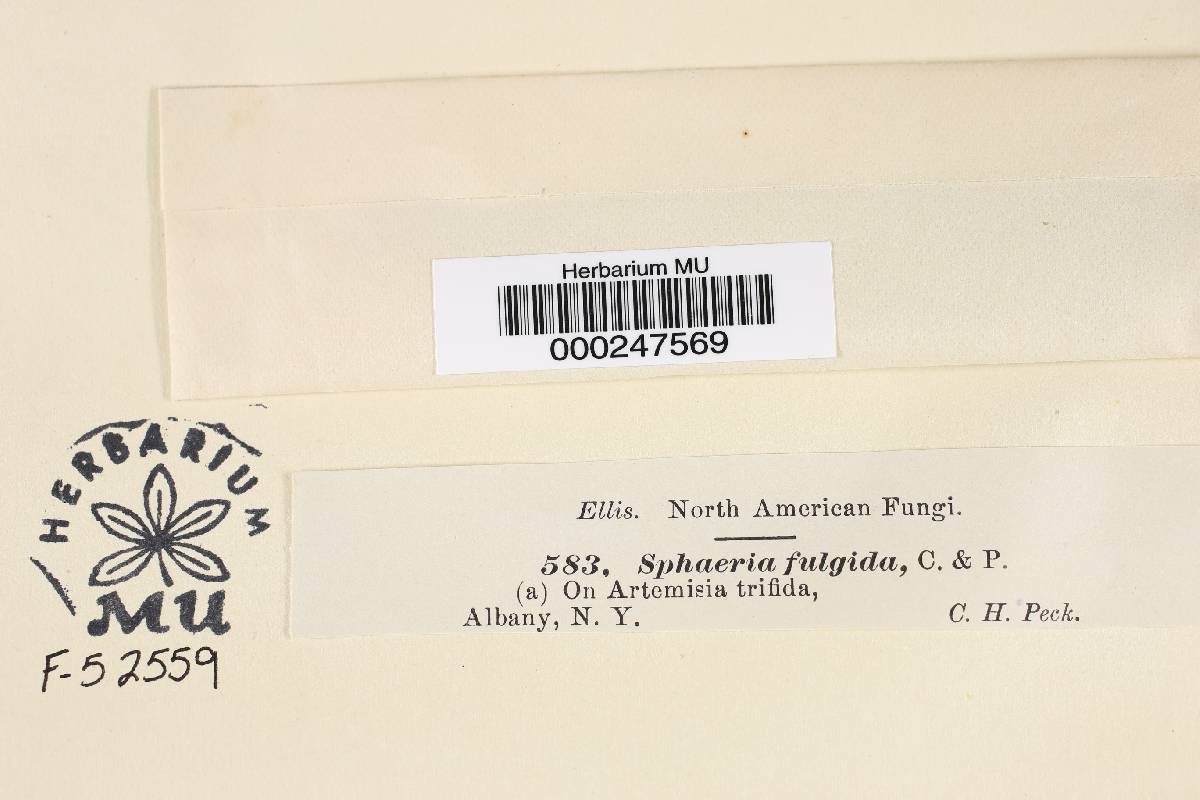 Herbarium MU
000247569
HERBARIUM
MU
F-52559
Ellis. North American Fungi.
583, Sphaeria fulgida, C. & P.
(a) On Artemisia trifida,
Albany, N. Y. C. H. Peck.